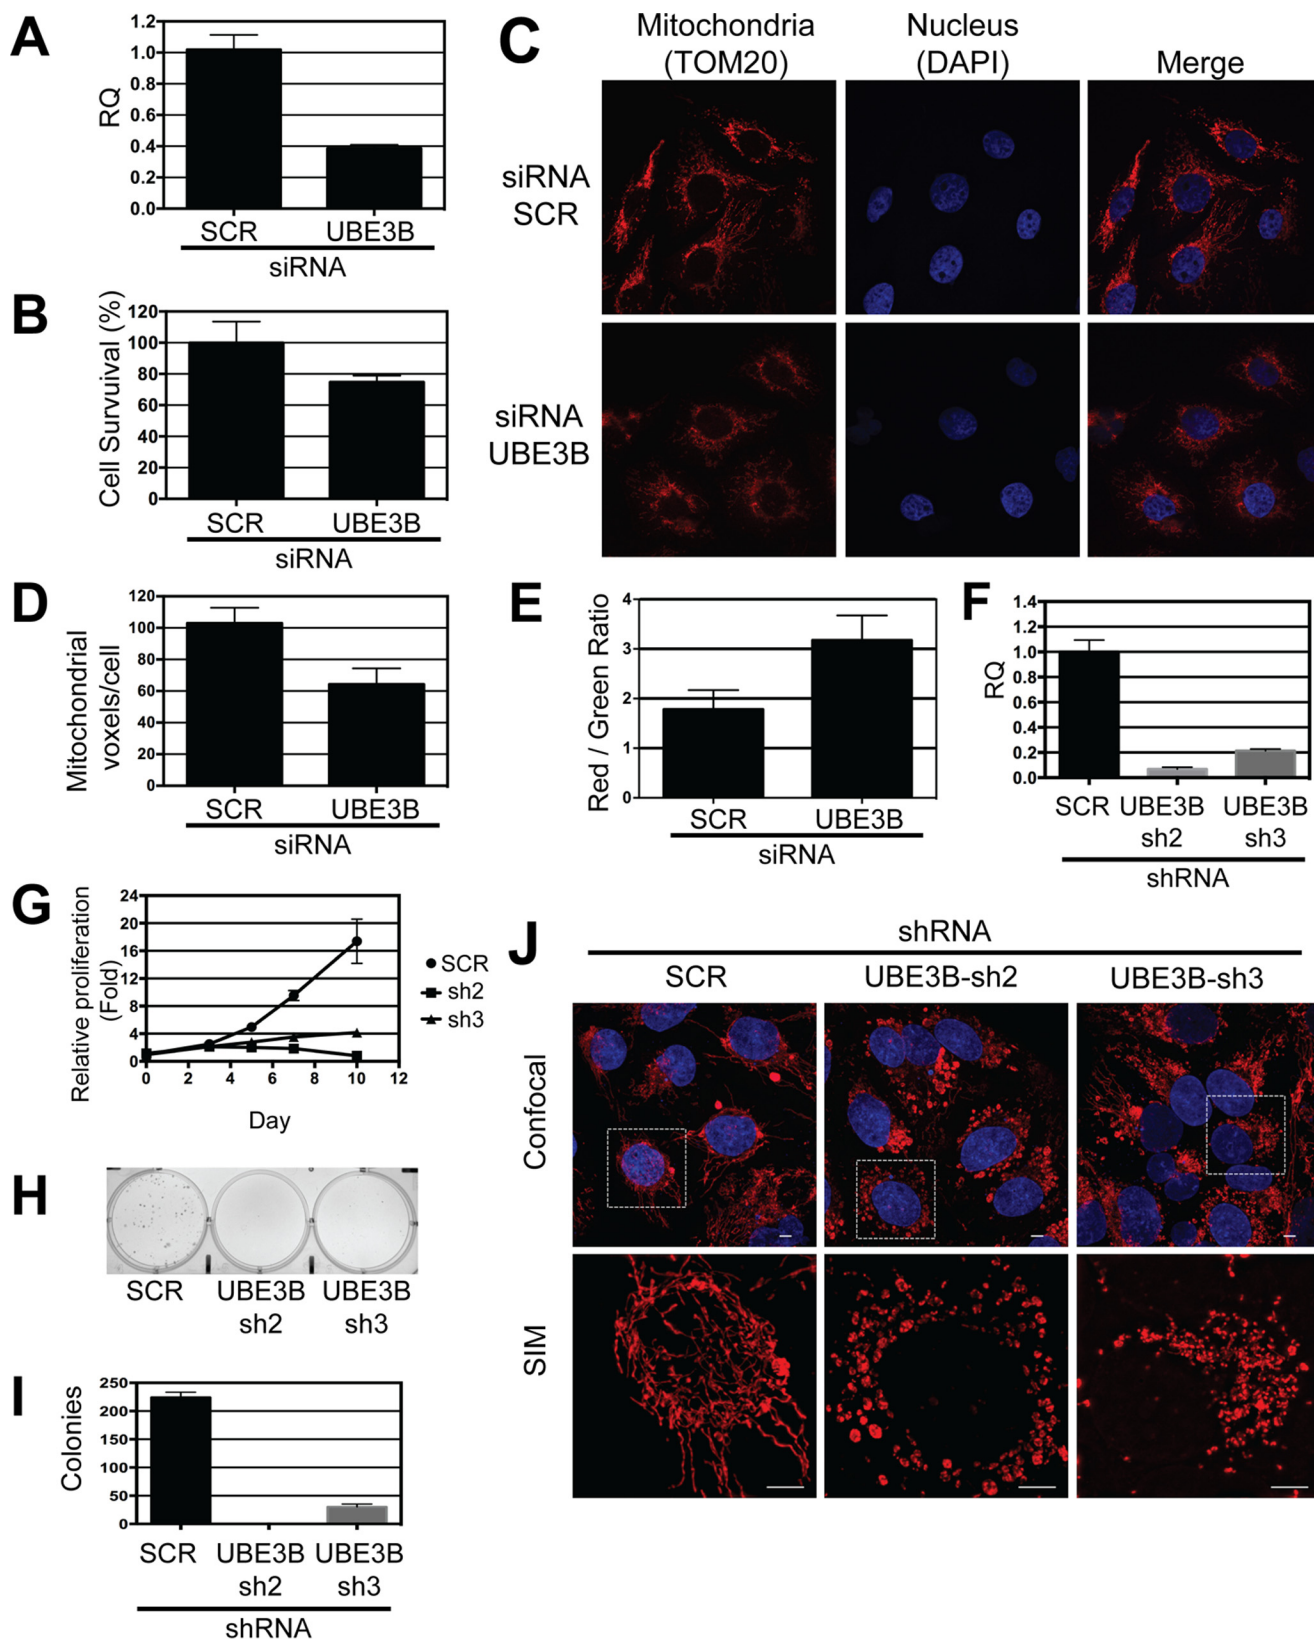 A
1.2
1.0
0.8
0.6
0.4
0.2
0.0
RQ
SCR UBE3B
siRNA
B
120
100
80
60
40
20
0
Cell Survuival (%)
SCR UBE3B
siRNA
C
Mitochondria
(TOM20)
Nucleus
(DAPI)
Merge
siRNA
SCR
siRNA
UBE3B
D
120
100
80
60
40
20
0
Mitochondrial
voxels/cell
SCR UBE3B
siRNA
E
4
3
2
1
0
Red / Green Ratio
SCR UBE3B
siRNA
F
1.4
1.2
1.0
0.8
0.6
0.4
0.2
0.0
RQ
SCR UBE3B UBE3B
sh2 sh3
shRNA
G
24
20
16
12
8
4
0
Relative proliferation
(Fold)
0 2 4 6 8 10 12
Day
SCR
sh2
sh3
H
SCR UBE3B UBE3B
sh2 sh3
I
250
200
150
100
50
0
Colonies
SCR UBE3B UBE3B
sh2 sh3
shRNA
J
shRNA
SCR UBE3B-sh2 UBE3B-sh3
Confocal
SIM